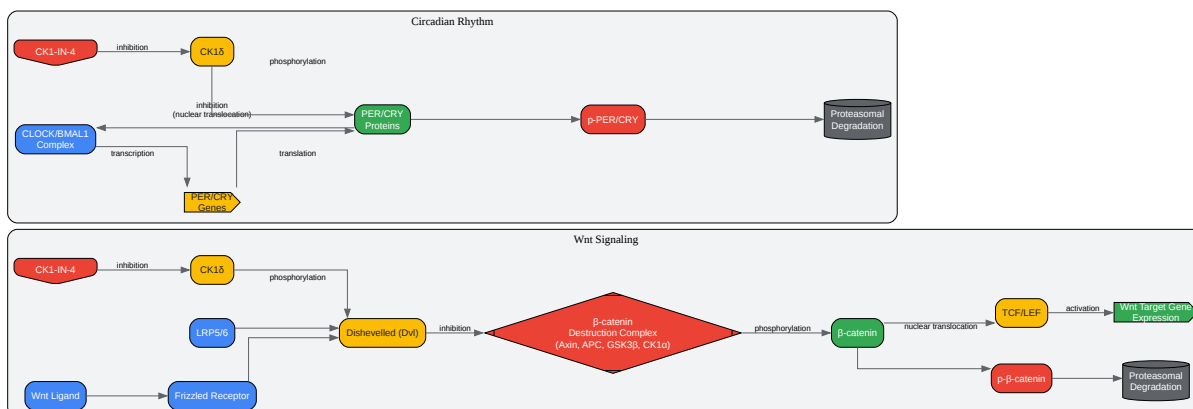 Circadian Rhythm
CK1-IN-4
inhibition
CK1δ
phosphorylation
inhibition
(nuclear translocation)
PER/CRY
Proteins
p-PER/CRY
Proteasomal
Degradation
CLOCK/BMAL1
Complex
transcription
translation
PER/CRY
Genes
Wnt Signaling
CK1-IN-4
inhibition
CK1δ
phosphorylation
LRP5/6
Dishevelled (Dvl)
inhibition
β-catenin
Destruction Complex
(Axin, APC, GSK3β, CK1α)
phosphorylation
β-catenin
nuclear translocation
TCF/LEF
activation
Wnt Target Gene
Expression
p-β-catenin
Proteasomal
Degradation
Wnt Ligand
Frizzled Receptor